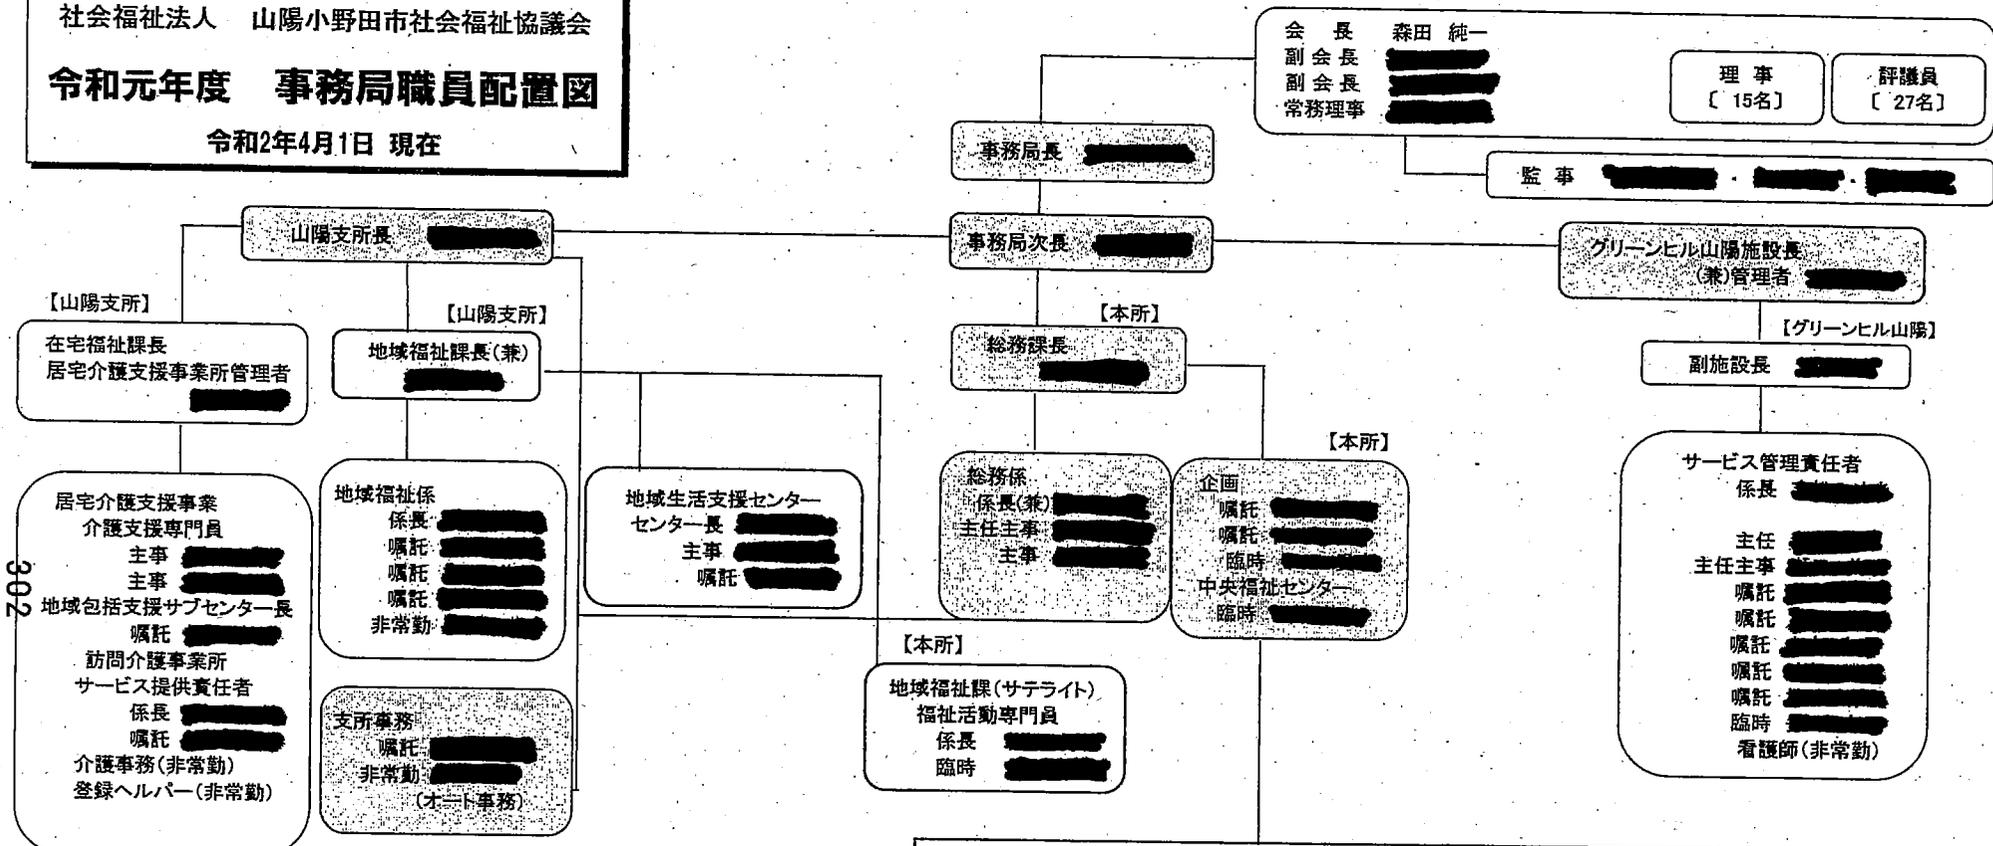 社会福祉法人 山陽小野田市社会福祉協議会
令和元年度 事務局職員配置図
令和2年4月1日 現在
会 長 森田 純一
副 会 長
副 会 長
常務理事
理 事
〔 15名〕
評議員
〔 27名〕
監 事 ・ ・
事務局長
山陽支所長
事務局次長
グリーンヒル山陽施設長
(兼)管理者
【山陽支所】
在宅福祉課長
居宅介護支援事業所管理者
【山陽支所】
地域福祉課長(兼)
【本所】
総務課長
【グリーンヒル山陽】
副施設長
居宅介護支援事業
介護支援専門員
主事
主事
地域包括支援サブセンター長
嘱託
訪問介護事業所
サービス提供責任者
係長
嘱託
介護事務(非常勤)
登録ヘルパー(非常勤)
地域福祉係
係長
嘱託
嘱託
嘱託
非常勤
支所事務
嘱託
非常勤
(オート事務)
地域生活支援センター
センター長
主事
嘱託
総務係
係長(兼)
主任主事
主事
【本所】
企画
嘱託
嘱託
臨時
中央福祉センター
臨時
【本所】
地域福祉課(サテライト)
福祉活動専門員
係長
臨時
サービス管理責任者
係長
主任
主任主事
嘱託
嘱託
嘱託
嘱託
嘱託
臨時
看護師(非常勤)
302